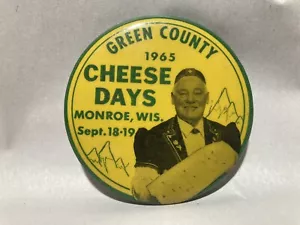 GREEN COUNTY
1965
CHEESE
DAYS
MONROE, WIS.
Sept. 18-19